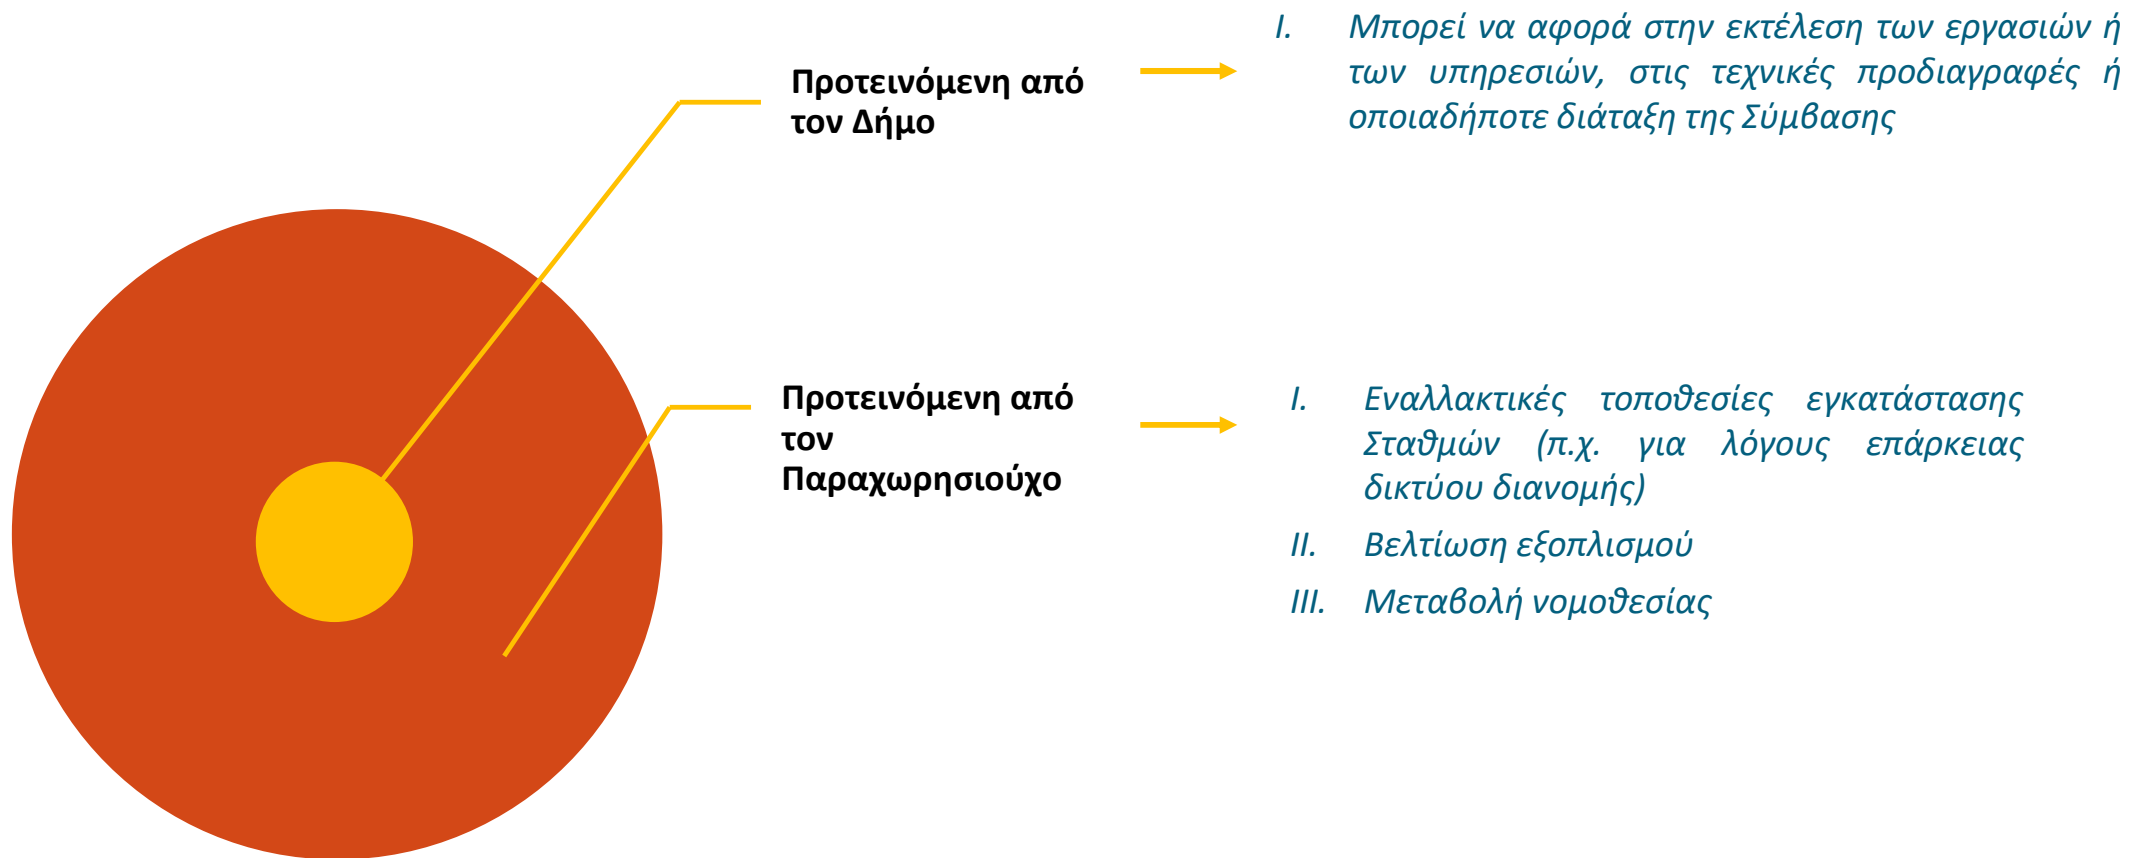 Προτεινόμενη από
τον Δήμο
I. Μπορεί να αφορά στην εκτέλεση των εργασιών ή
των υπηρεσιών, στις τεχνικές προδιαγραφές ή
οποιαδήποτε διάταξη της Σύμβασης
Προτεινόμενη από
τον
Παραχωρησιούχο
I. Εναλλακτικές τοποθεσίες εγκατάστασης
Σταθμών (π.χ. για λόγους επάρκειας
δικτύου διανομής)
II. Βελτίωση εξοπλισμού
III. Μεταβολή νομοθεσίας